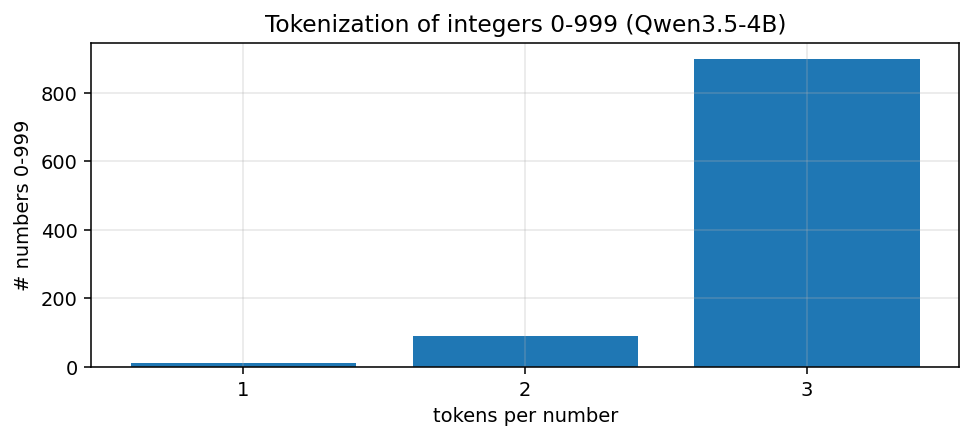 Tokenization of integers 0-999 (Qwen3.5-4B)
# numbers 0-999
800
600
400
200
0
1 2 3
tokens per number